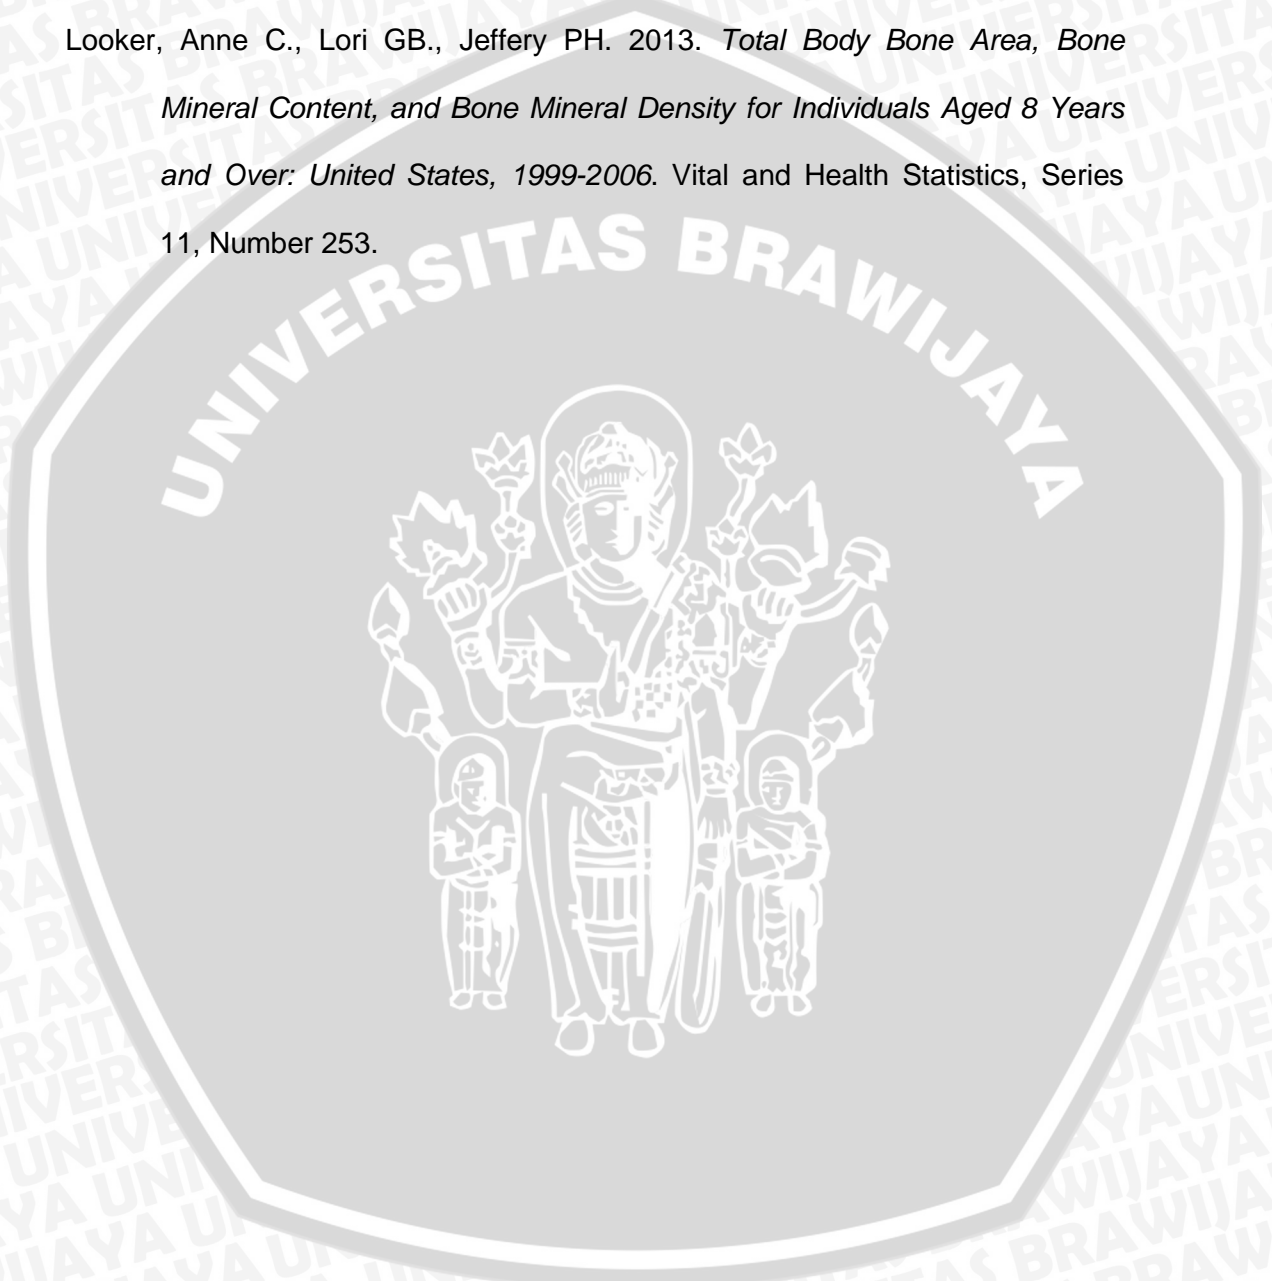 Looker, Anne C., Lori GB., Jeffery PH. 2013. Total Body Bone Area, Bone
Mineral Content, and Bone Mineral Density for Individuals Aged 8 Years
and Over: United States, 1999-2006. Vital and Health Statistics, Series
11, Number 253.
UNIVERSITAS BRAWIJAYA